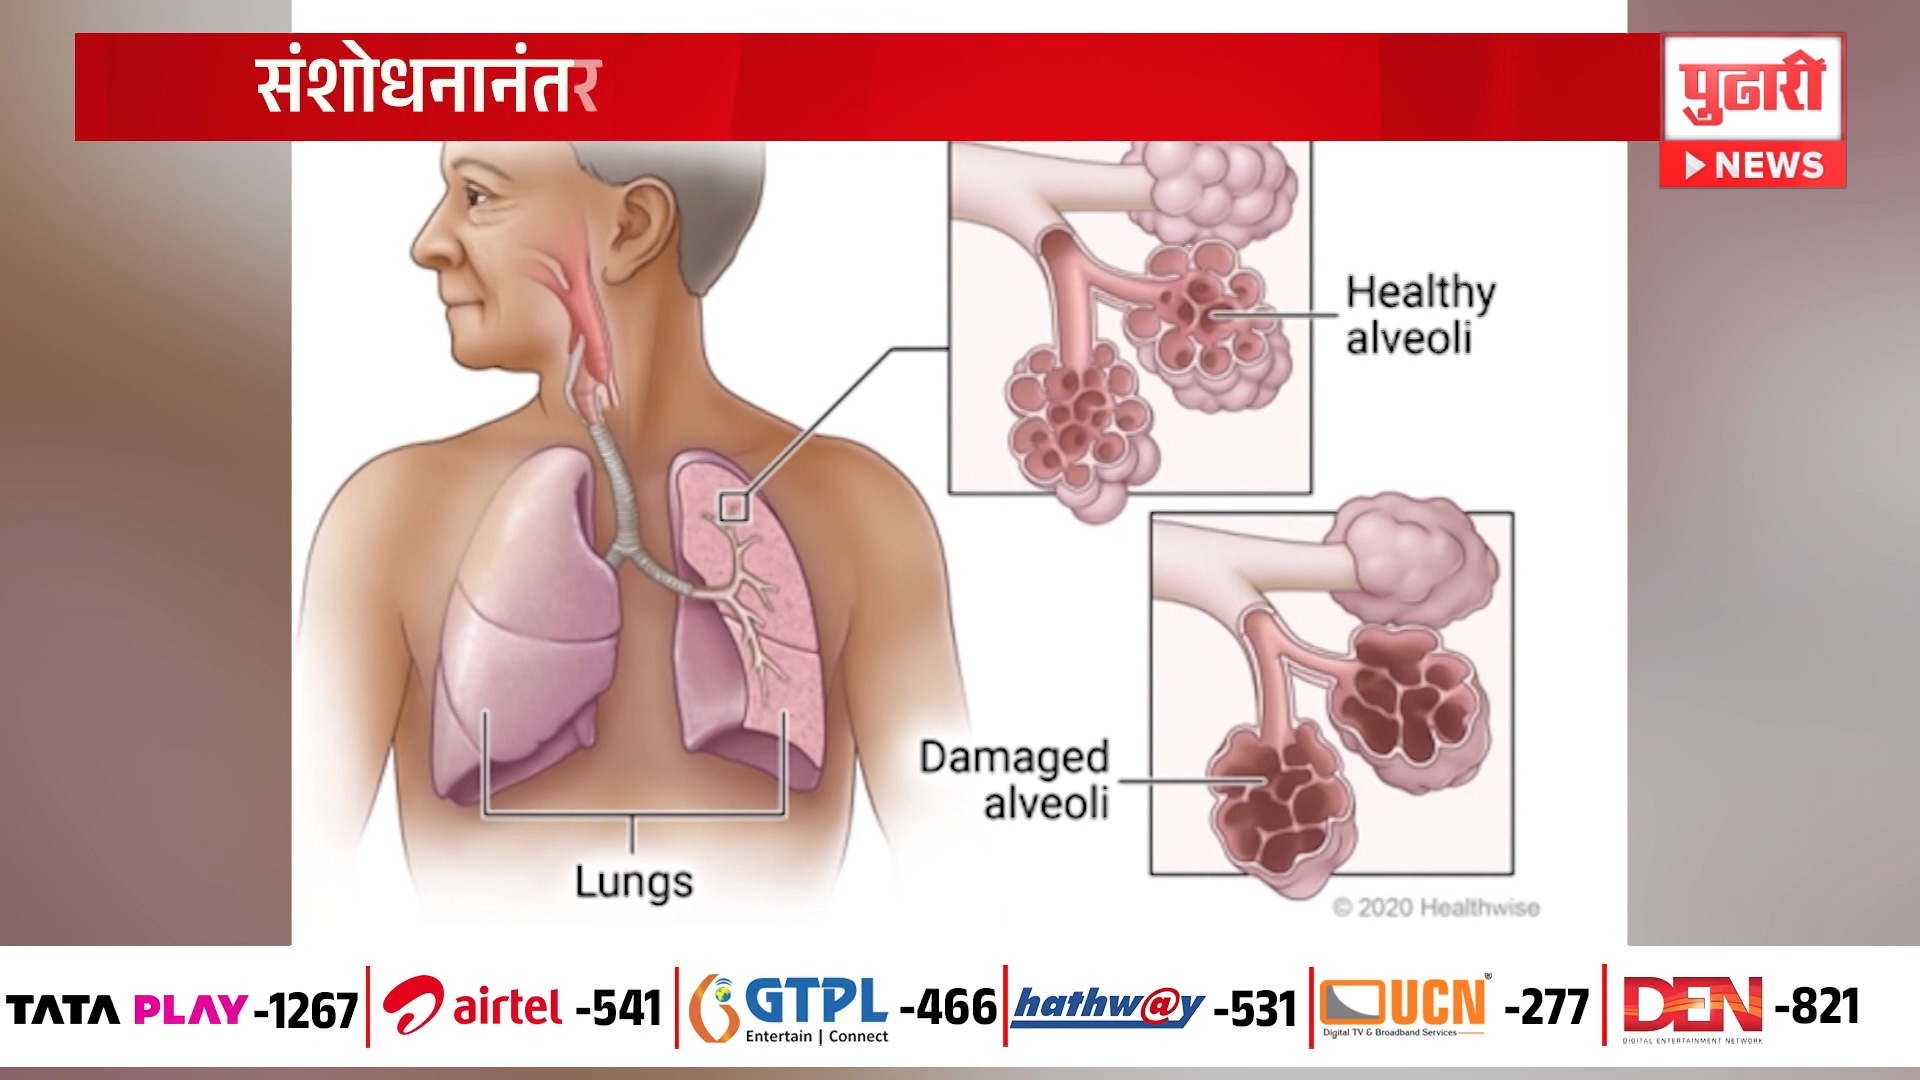 संशोधनानंतर
पुढारी
NEWS
Healthy
alveoli
Damaged
alveoli
Lungs
© 2020 Healthwise
TATA PLAY -1267
airtel -541
GTPL -466
Entertain | Connect
hathw@y -531
UCN® -277
Digital TV & Broadband Services
DEN -821
DIGITAL ENTERTAINMENT NETWORK